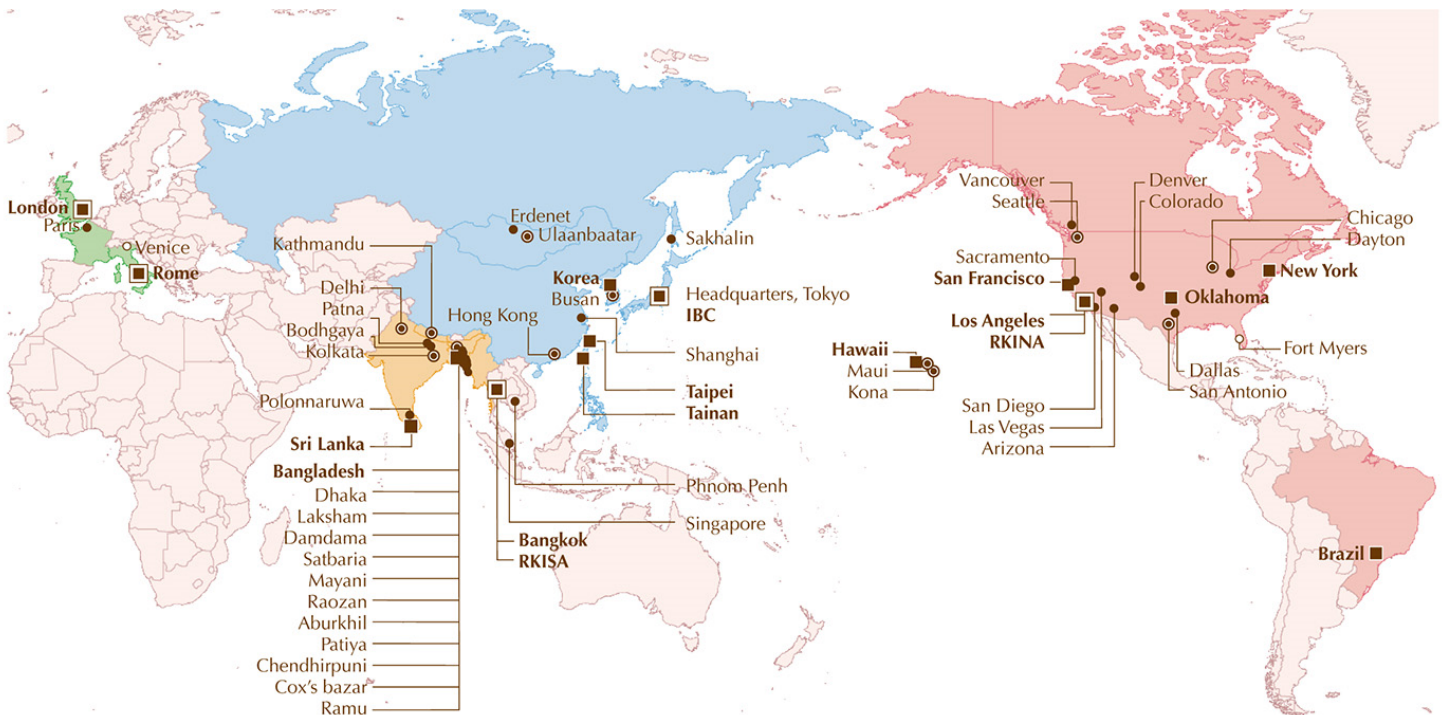 London
Paris
Venice
Rome
Kathmandu
Delhi
Patna
Bodhgaya
Kolkata
Polonnaruwa
Sri Lanka
Bangladesh
Dhaka
Laksham
Damdama
Satbaria
Mayani
Raozan
Aburkhil
Patiya
Chendhirpuni
Cox's bazar
Ramu
Erdenet
Ulaanbaatar
Sakhalin
Korea
Busan
Headquarters, Tokyo
IBC
Hong Kong
Shanghai
Taipei
Tainan
Phnom Penh
Singapore
Bangkok
RKISA
Hawaii
Maui
Kona
Vancouver
Seattle
Sacramento
San Francisco
Los Angeles
RKINA
San Diego
Las Vegas
Arizona
Denver
Colorado
Chicago
Dayton
New York
Oklahoma
Fort Myers
Dallas
San Antonio
Brazil